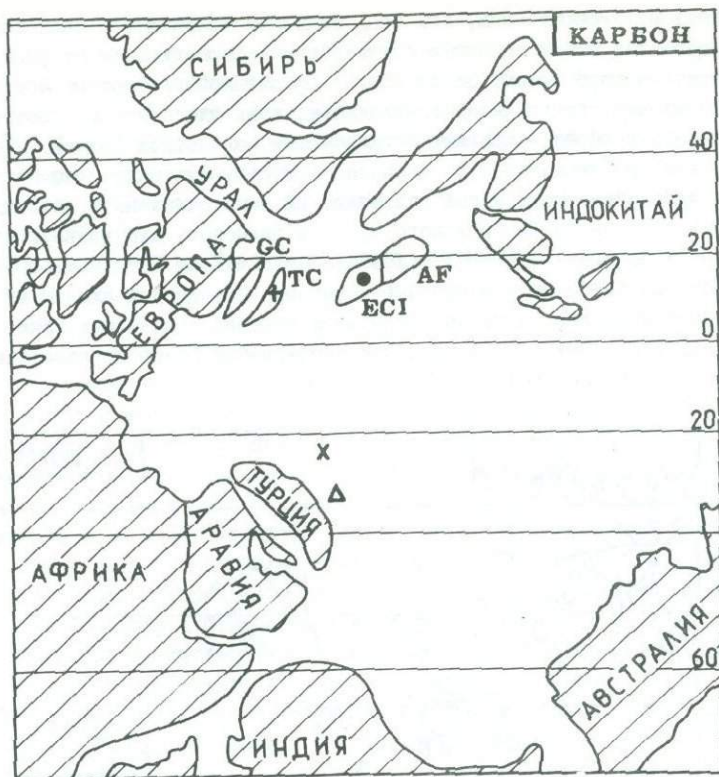 КАРБОН
СИБИРЬ
40
УРАЛ
ИНДОКИТАЙ
GC
20
ЕВРОПА
TC
AF
ECI
0
20
X
Δ
ТУРЦИЯ
АРАВИЯ
АФРИКА
АВСТРАЛИЯ
60
ИНДИЯ